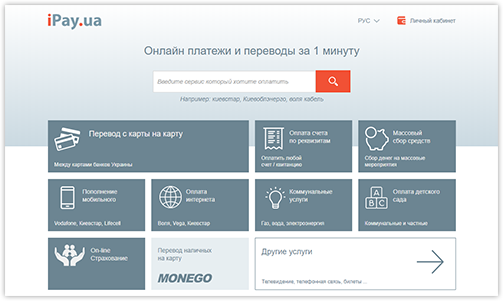 iPay.ua
РУС
Личный кабинет
Онлайн платежи и переводы за 1 минуту
Введите сервис который хотите оплатить
Например: киевстар, Киевоблэнерго, воля кабель
Перевод с карты на карту
Между картами банков Украины
Оплата счета
по реквизитам
Оплатить любой
счет / квитанцию
Массовый
сбор средств
Сбор денег на массовые
мероприятия
Пополнение
мобильного
Vodafone, Киевстар, Lifecell
Оплата
интернета
Воля, Vega, Киевстар
Коммунальные
услуги
Газ, вода, электроэнергия
Оплата детского
сада
Коммунальные и частные
On-line
Страхование
Перевод наличных
на карту
MONEGO
Другие услуги
Телевидение, телефонная связь, билеты ...
A
B C